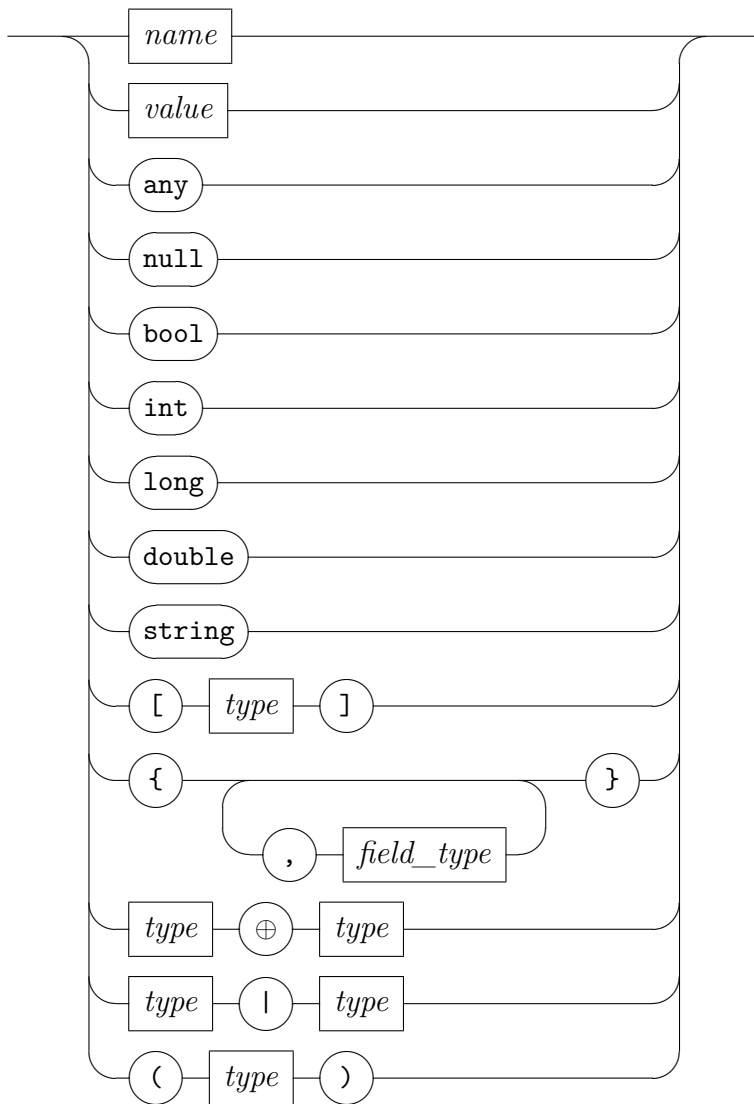 name
value
any
null
bool
int
long
double
string
[ type ]
{ }
, field_type
type ⊕ type
type | type
( type )